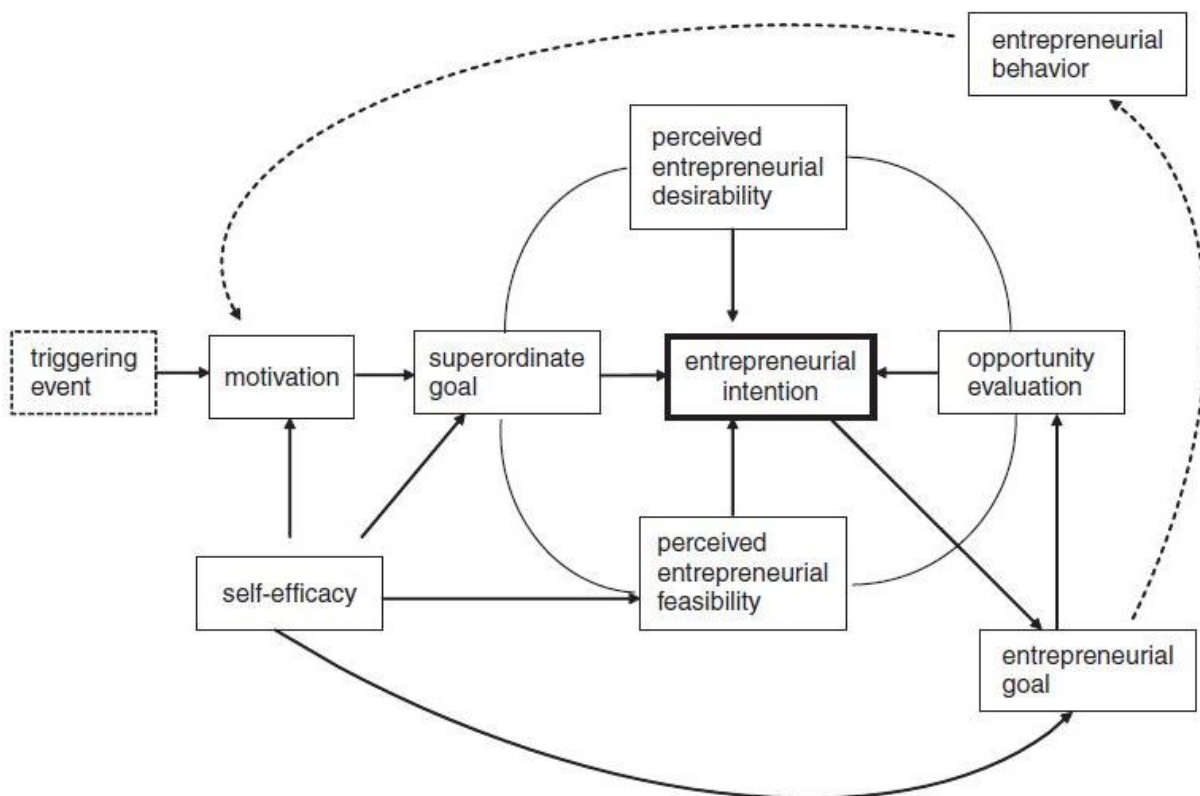 entrepreneurial
behavior
perceived
entrepreneurial
desirability
triggering
event
motivation
superordinate
goal
entrepreneurial
intention
opportunity
evaluation
self-efficacy
perceived
entrepreneurial
feasibility
entrepreneurial
goal